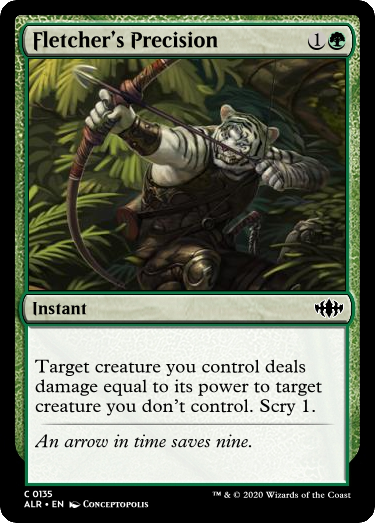 Fletcher's Precision 1
Instant
Target creature you control deals
damage equal to its power to target
creature you don't control. Scry 1.
An arrow in time saves nine.
C 0135 ™ & © 2020 Wizards of the Coast
ALR • EN Conceptopolis